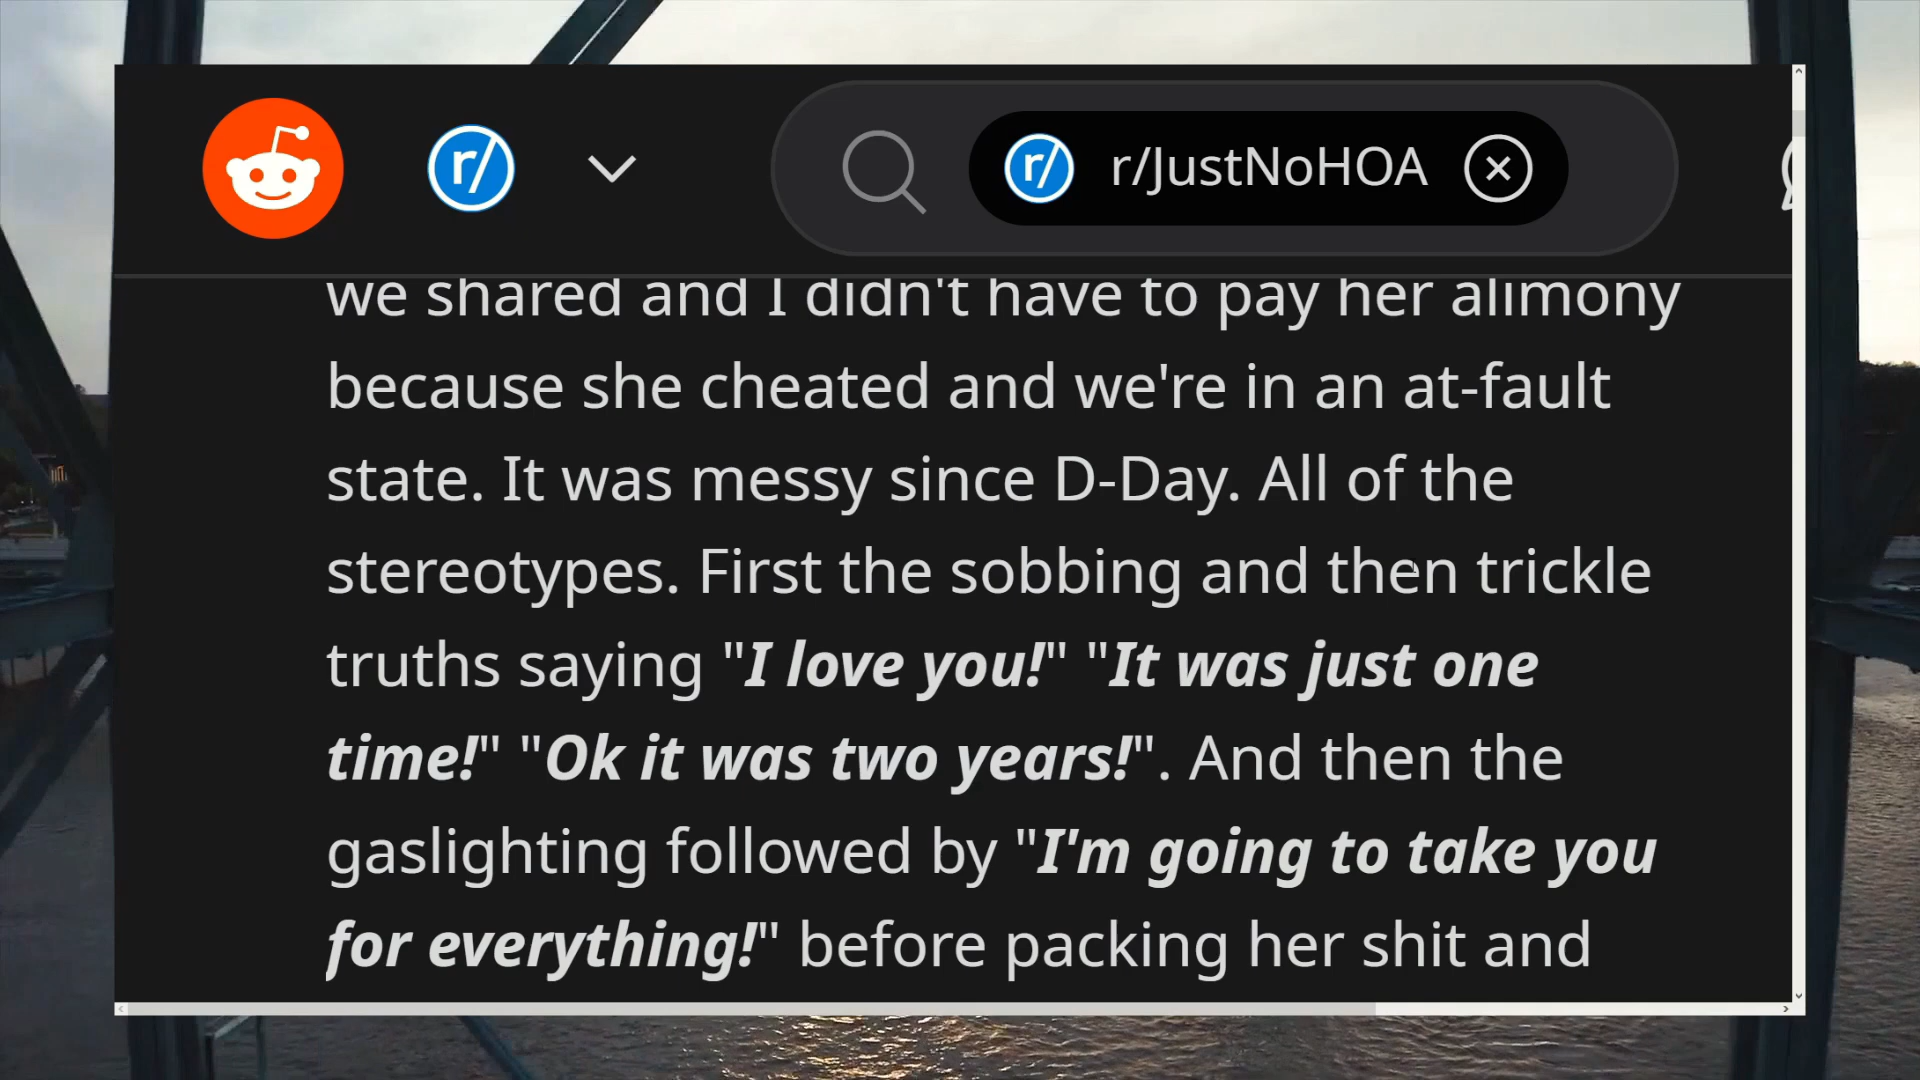 r/ r/ r/JustNoHOA
we shared and I didn't have to pay her alimony
because she cheated and we're in an at-fault
state. It was messy since D-Day. All of the
stereotypes. First the sobbing and then trickle
truths saying "I love you!" "It was just one
time!" "Ok it was two years!". And then the
gaslighting followed by "I'm going to take you
for everything!" before packing her shit and